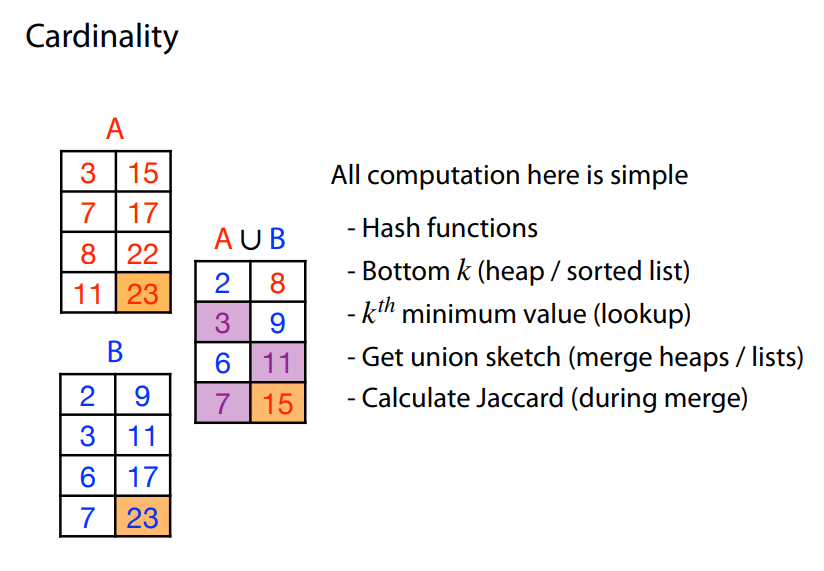 Cardinality
A
3 15
7 17
8 22
11 23
B
2 9
3 11
6 17
7 23
A ∪ B
2 8
3 9
6 11
7 15
All computation here is simple
- Hash functions
- Bottom k (heap / sorted list)
- kᵗʰ minimum value (lookup)
- Get union sketch (merge heaps / lists)
- Calculate Jaccard (during merge)